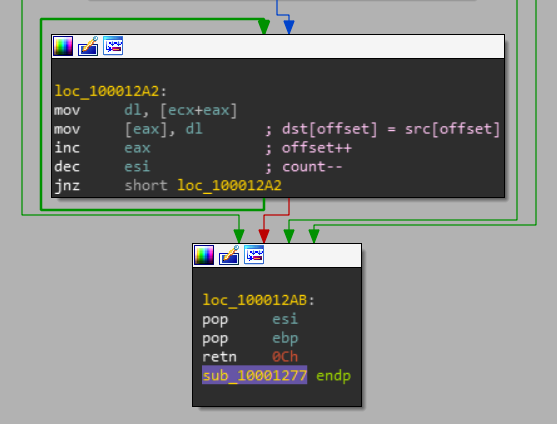 loc_100012A2:
mov dl, [ecx+eax]
mov [eax], dl ; dst[offset] = src[offset]
inc eax ; offset++
dec esi ; count--
jnz short loc_100012A2
loc_100012AB:
pop esi
pop ebp
retn 0Ch
sub_10001277 endp